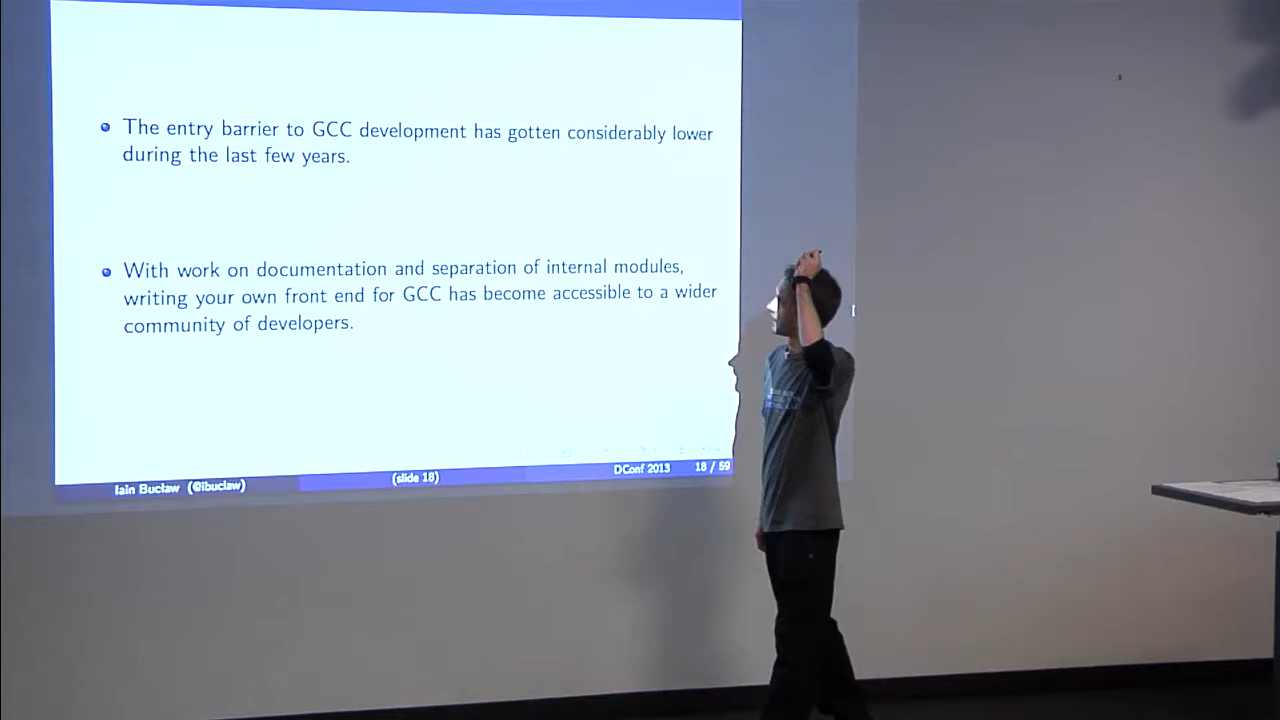 The entry barrier to GCC development has gotten considerably lower
during the last few years.
With work on documentation and separation of internal modules,
writing your own front end for GCC has become accessible to a wider
community of developers.
Iain Buclaw (@ibuclaw)
(slide 18)
DConf 2013
18 / 59